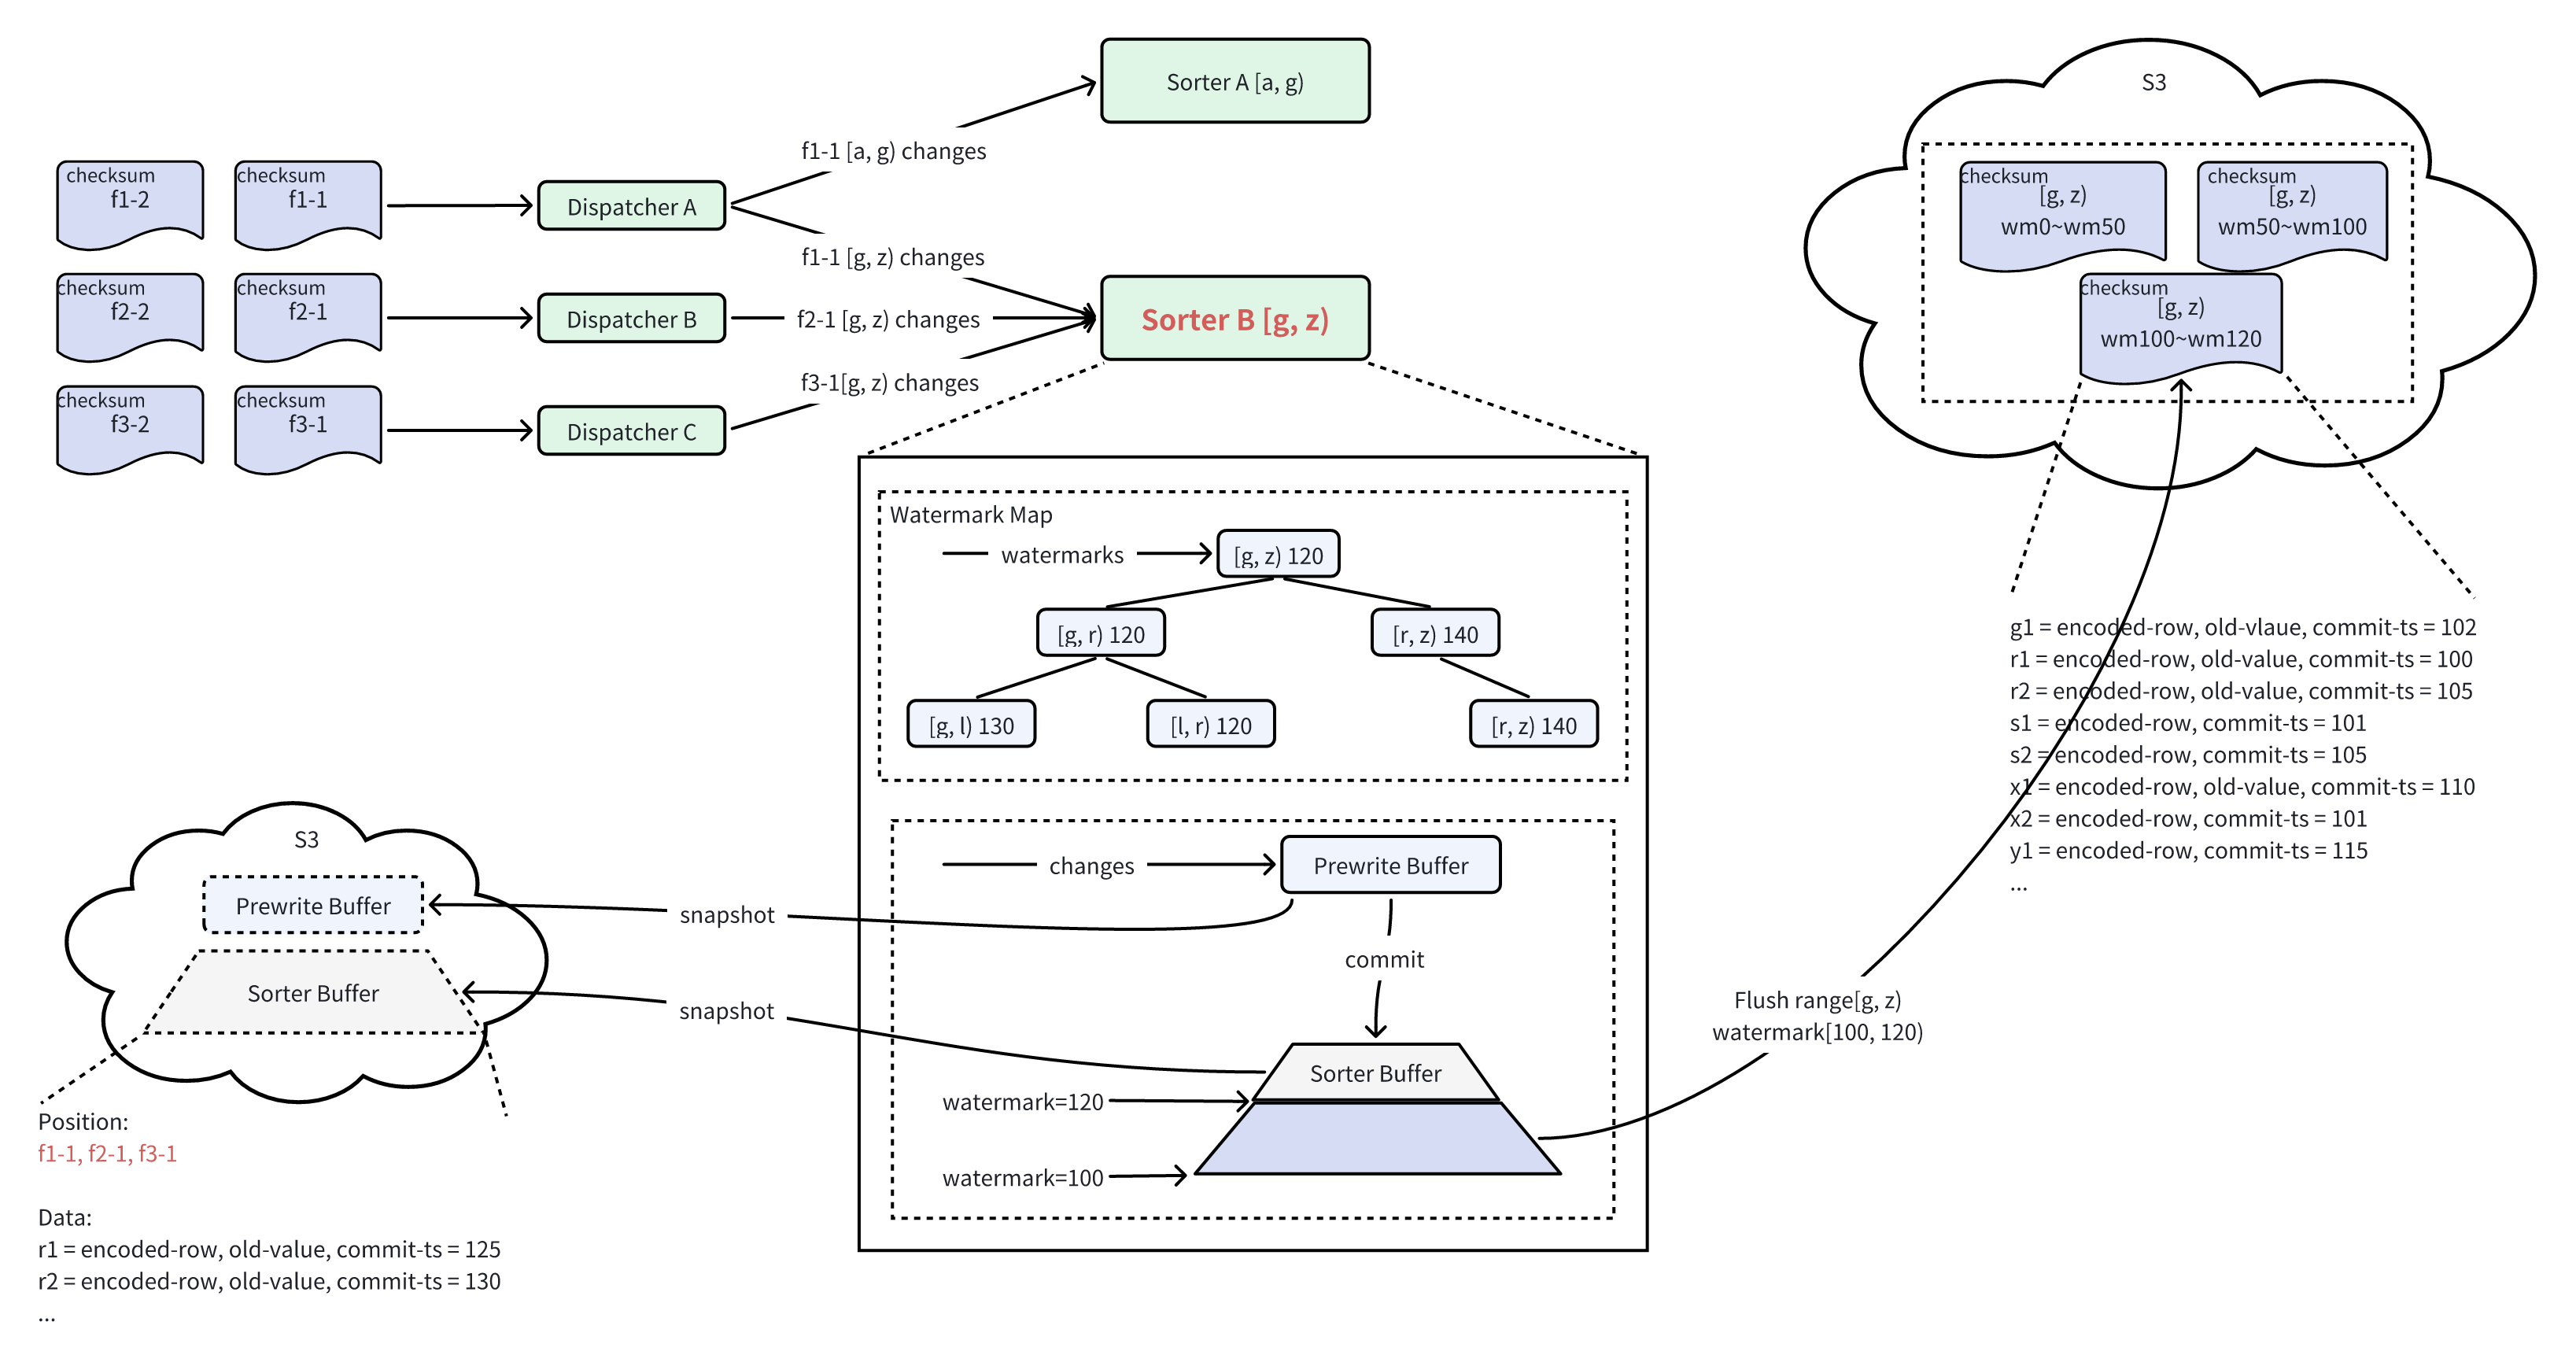 Sorter A [a, g)
S3
f1-1 [a, g) changes
checksum
f1-2
checksum
f1-1
Dispatcher A
checksum
[g, z)
wm0~wm50
checksum
[g, z)
wm50~wm100
f1-1 [g, z) changes
checksum
f2-2
checksum
f2-1
Dispatcher B
f2-1 [g, z) changes
Sorter B [g, z)
checksum
[g, z)
wm100~wm120
f3-1[g, z) changes
checksum
f3-2
checksum
f3-1
Dispatcher C
Watermark Map
watermarks
[g, z) 120
[g, r) 120
[r, z) 140
[g, l) 130
[l, r) 120
[r, z) 140
g1 = encoded-row, old-vlaue, commit-ts = 102
r1 = encoded-row, old-value, commit-ts = 100
r2 = encoded-row, old-value, commit-ts = 105
s1 = encoded-row, commit-ts = 101
s2 = encoded-row, commit-ts = 105
x1 = encoded-row, old-value, commit-ts = 110
x2 = encoded-row, commit-ts = 101
y1 = encoded-row, commit-ts = 115
...
S3
Prewrite Buffer
Sorter Buffer
changes
Prewrite Buffer
snapshot
commit
snapshot
Flush range[g, z)
watermark[100, 120)
Sorter Buffer
watermark=120
watermark=100
Position:
f1-1, f2-1, f3-1
Data:
r1 = encoded-row, old-value, commit-ts = 125
r2 = encoded-row, old-value, commit-ts = 130
...